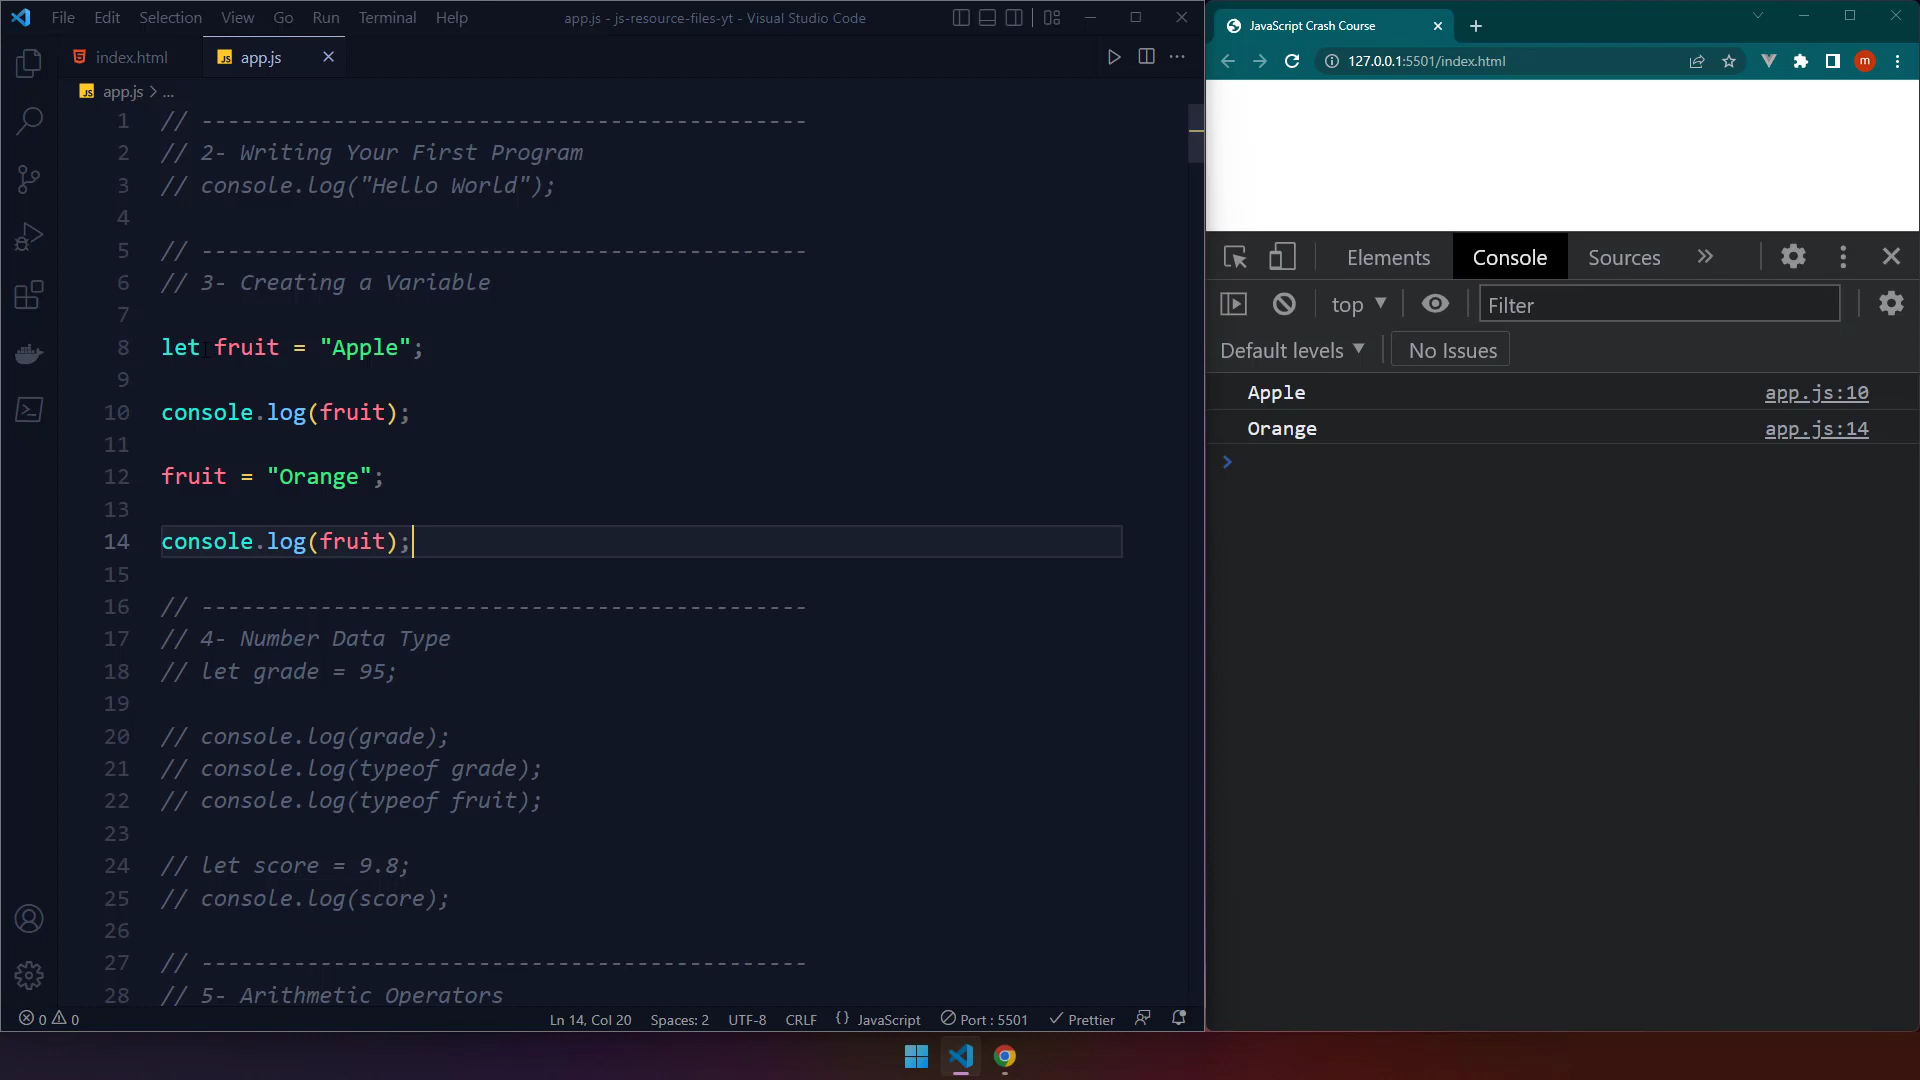 File Edit Selection View Go Run Terminal Help
app.js - js-resource-files-yt - Visual Studio Code
index.html
JS app.js
JS app.js > ...
1 // ----------------------------------------------
2 // 2- Writing Your First Program
3 // console.log("Hello World");
4
5 // ----------------------------------------------
6 // 3- Creating a Variable
7
8 let fruit = "Apple";
9
10 console.log(fruit);
11
12 fruit = "Orange";
13
14 console.log(fruit);
15
16 // ----------------------------------------------
17 // 4- Number Data Type
18 // let grade = 95;
19
20 // console.log(grade);
21 // console.log(typeof grade);
22 // console.log(typeof fruit);
23
24 // let score = 9.8;
25 // console.log(score);
26
27 // ----------------------------------------------
28 // 5- Arithmetic Operators
0 0
Ln 14, Col 20 Spaces: 2 UTF-8 CRLF {} JavaScript Port : 5501 Prettier
JavaScript Crash Course
127.0.0.1:5501/index.html
m
Elements Console Sources
top Filter
Default levels No Issues
Apple app.js:10
Orange app.js:14